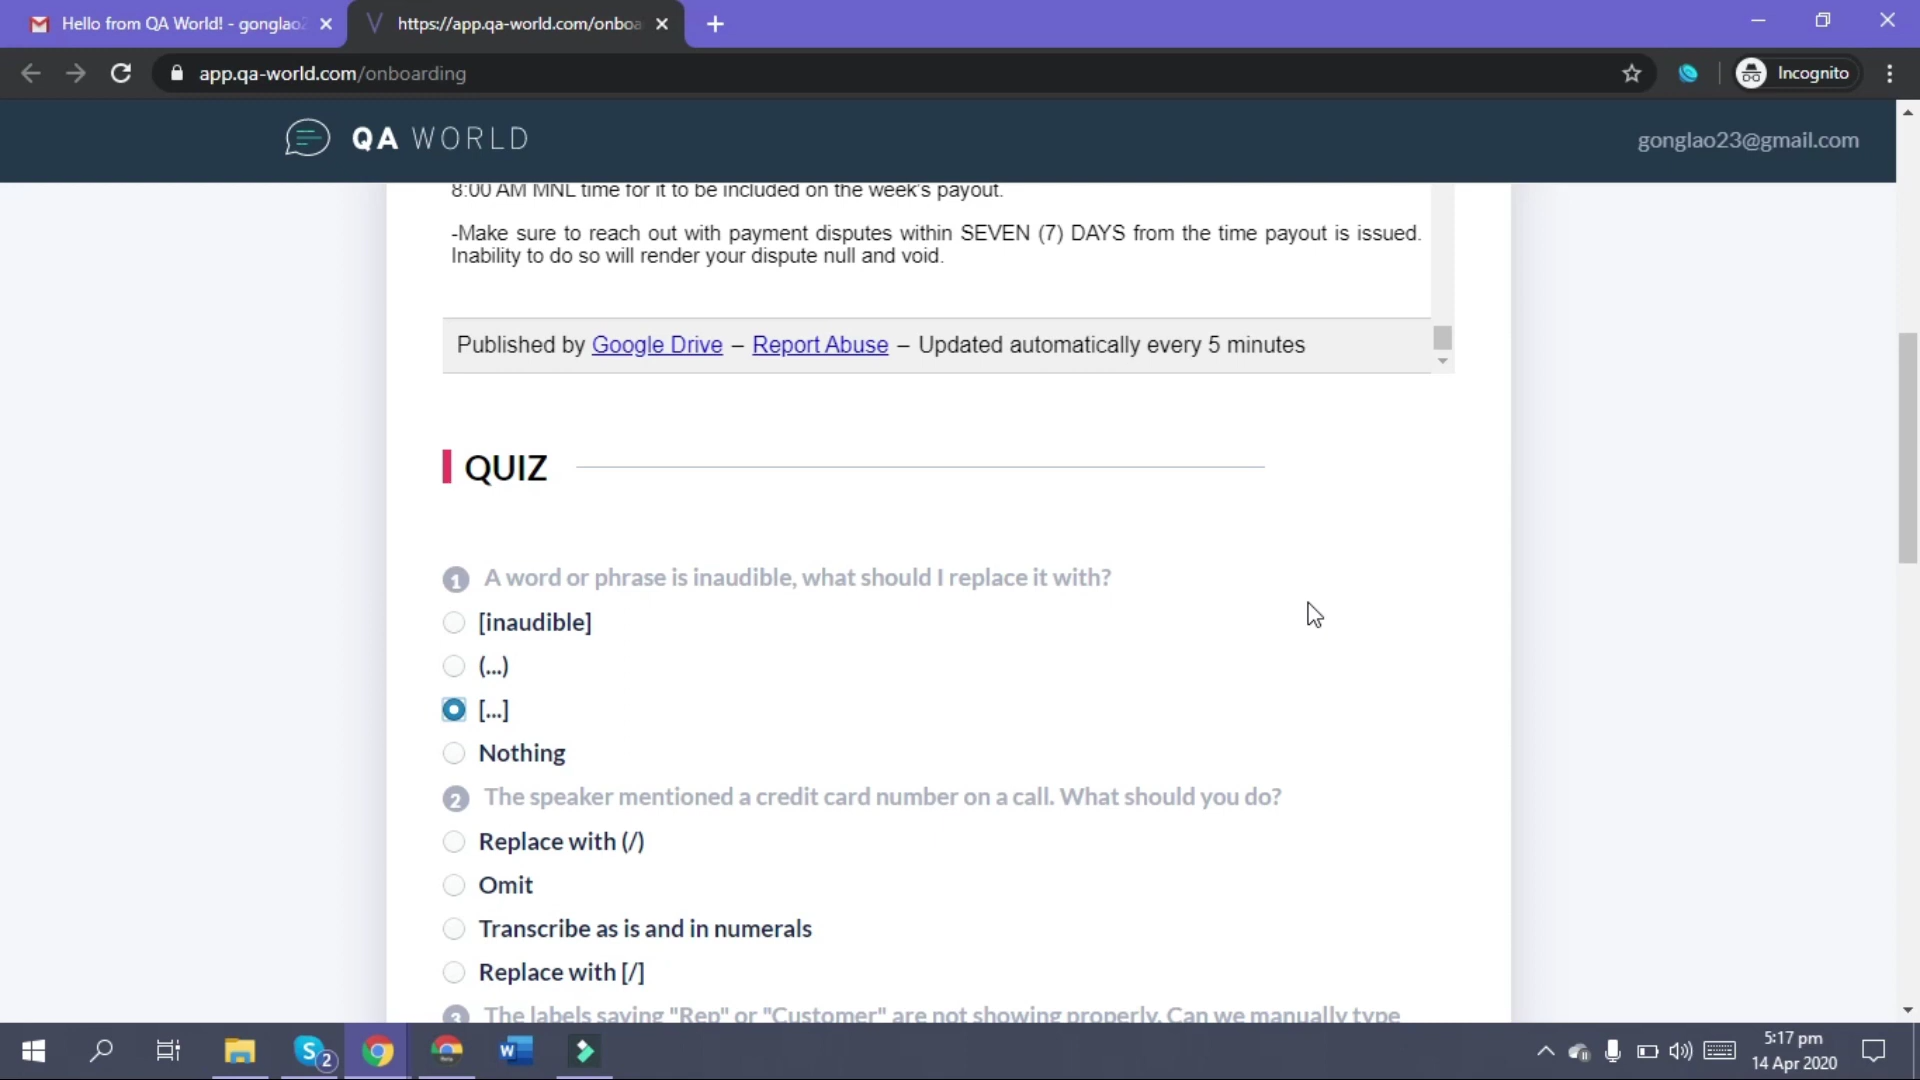 Hello from QA World! - gonglao2
https://app.qa-world.com/onboa
app.qa-world.com/onboarding
Incognito
QA WORLD
gonglao23@gmail.com
8:00 AM MNL time for it to be included on the week's payout.
-Make sure to reach out with payment disputes within SEVEN (7) DAYS from the time payout is issued.
Inability to do so will render your dispute null and void.
Published by Google Drive – Report Abuse – Updated automatically every 5 minutes
QUIZ
1 A word or phrase is inaudible, what should I replace it with?
[inaudible]
(...)
[...]
Nothing
2 The speaker mentioned a credit card number on a call. What should you do?
Replace with (/)
Omit
Transcribe as is and in numerals
Replace with [/]
3 The labels saying "Rep" or "Customer" are not showing properly. Can we manually type
2
5:17 pm
14 Apr 2020